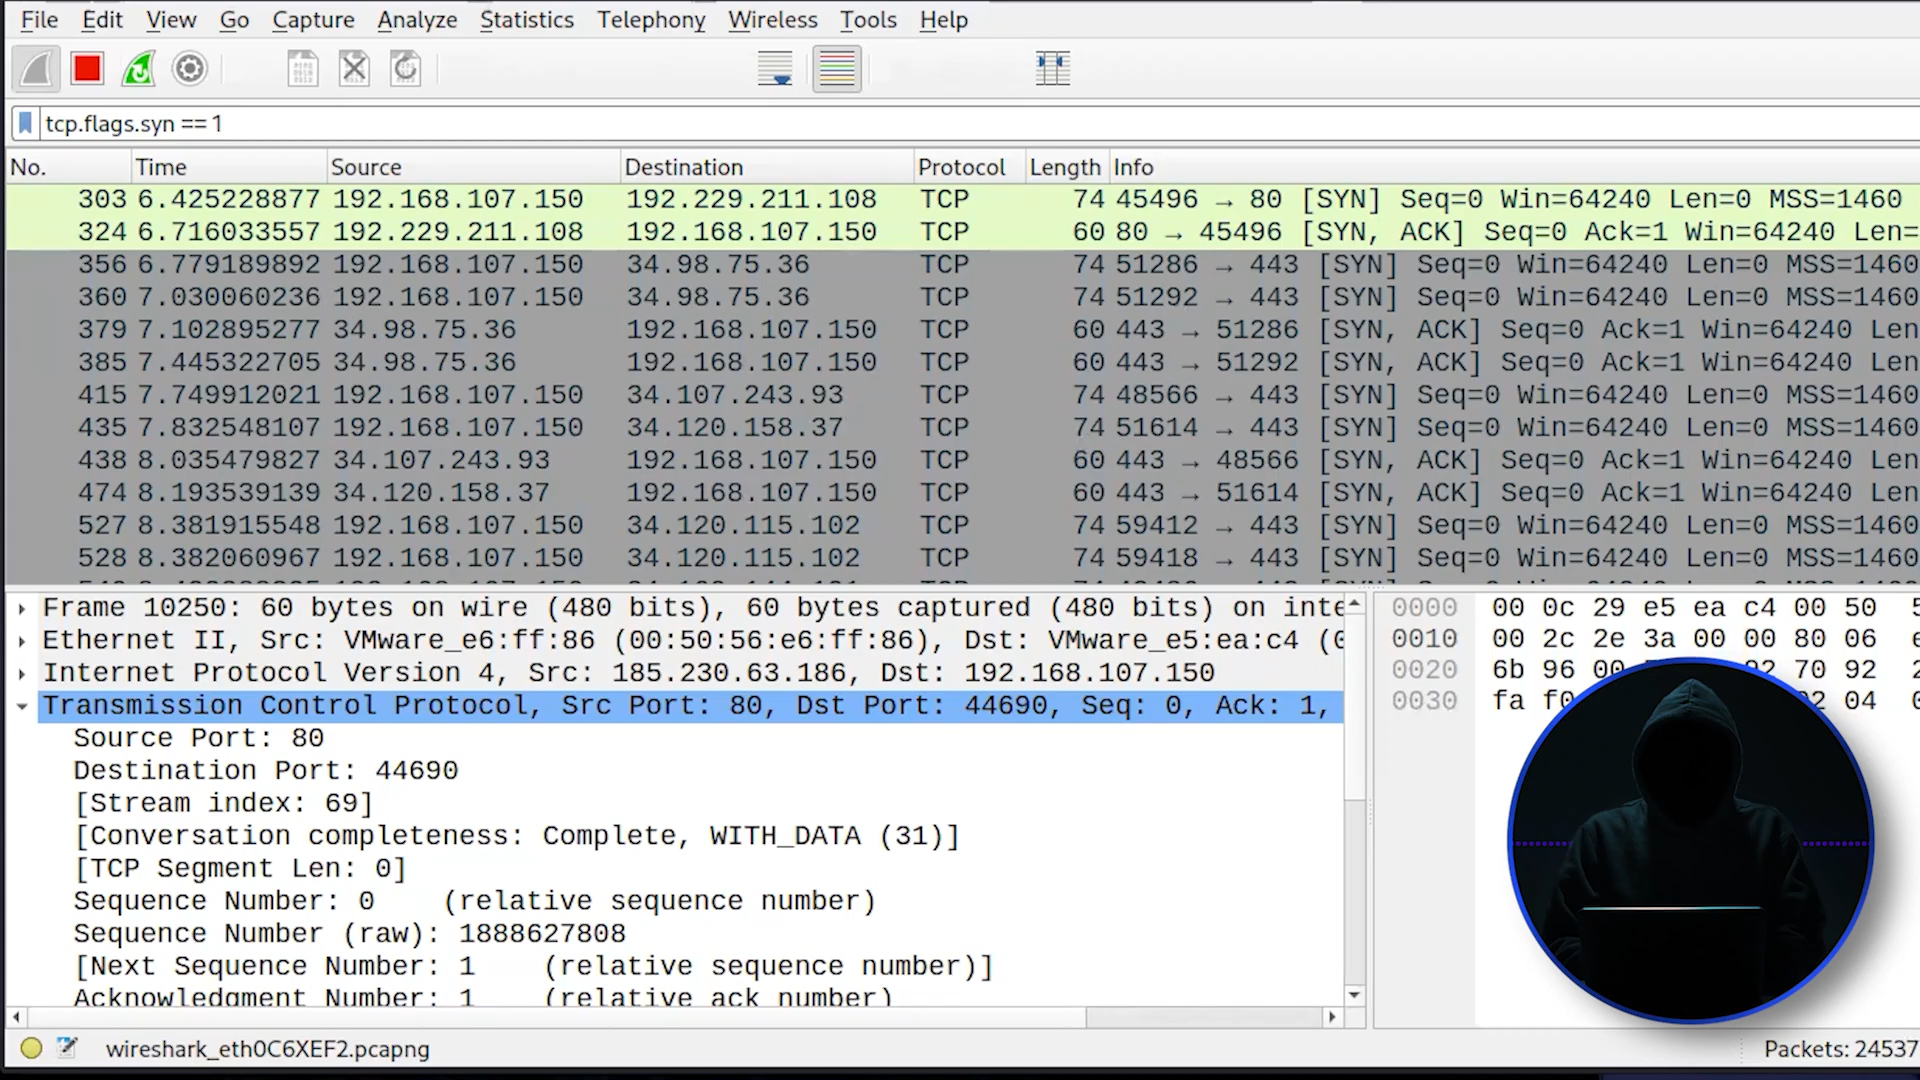 File Edit View Go Capture Analyze Statistics Telephony Wireless Tools Help
tcp.flags.syn == 1
No. Time Source Destination Protocol Length Info
303 6.425228877 192.168.107.150 192.229.211.108 TCP 74 45496 → 80 [SYN] Seq=0 Win=64240 Len=0 MSS=1460
324 6.716033557 192.229.211.108 192.168.107.150 TCP 60 80 → 45496 [SYN, ACK] Seq=0 Ack=1 Win=64240 Len=
356 6.779189892 192.168.107.150 34.98.75.36 TCP 74 51286 → 443 [SYN] Seq=0 Win=64240 Len=0 MSS=1460
360 7.030060236 192.168.107.150 34.98.75.36 TCP 74 51292 → 443 [SYN] Seq=0 Win=64240 Len=0 MSS=1460
379 7.102895277 34.98.75.36 192.168.107.150 TCP 60 443 → 51286 [SYN, ACK] Seq=0 Ack=1 Win=64240 Len
385 7.445322705 34.98.75.36 192.168.107.150 TCP 60 443 → 51292 [SYN, ACK] Seq=0 Ack=1 Win=64240 Len
415 7.749912021 192.168.107.150 34.107.243.93 TCP 74 48566 → 443 [SYN] Seq=0 Win=64240 Len=0 MSS=1460
435 7.832548107 192.168.107.150 34.120.158.37 TCP 74 51614 → 443 [SYN] Seq=0 Win=64240 Len=0 MSS=1460
438 8.035479827 34.107.243.93 192.168.107.150 TCP 60 443 → 48566 [SYN, ACK] Seq=0 Ack=1 Win=64240 Len
474 8.193539139 34.120.158.37 192.168.107.150 TCP 60 443 → 51614 [SYN, ACK] Seq=0 Ack=1 Win=64240 Len
527 8.381915548 192.168.107.150 34.120.115.102 TCP 74 59412 → 443 [SYN] Seq=0 Win=64240 Len=0 MSS=1460
528 8.382060967 192.168.107.150 34.120.115.102 TCP 74 59418 → 443 [SYN] Seq=0 Win=64240 Len=0 MSS=1460
Frame 10250: 60 bytes on wire (480 bits), 60 bytes captured (480 bits) on inte
Ethernet II, Src: VMware_e6:ff:86 (00:50:56:e6:ff:86), Dst: VMware_e5:ea:c4 (0
Internet Protocol Version 4, Src: 185.230.63.186, Dst: 192.168.107.150
Transmission Control Protocol, Src Port: 80, Dst Port: 44690, Seq: 0, Ack: 1,
Source Port: 80
Destination Port: 44690
[Stream index: 69]
[Conversation completeness: Complete, WITH_DATA (31)]
[TCP Segment Len: 0]
Sequence Number: 0 (relative sequence number)
Sequence Number (raw): 1888627808
[Next Sequence Number: 1 (relative sequence number)]
Acknowledgment Number: 1 (relative ack number)
0000 00 0c 29 e5 ea c4 00 50 5
0010 00 2c 2e 3a 00 00 80 06 e
0020 6b 96 00 92 70 92 2
0030 fa f0 02 04 0
wireshark_eth0C6XEF2.pcapng
Packets: 24537